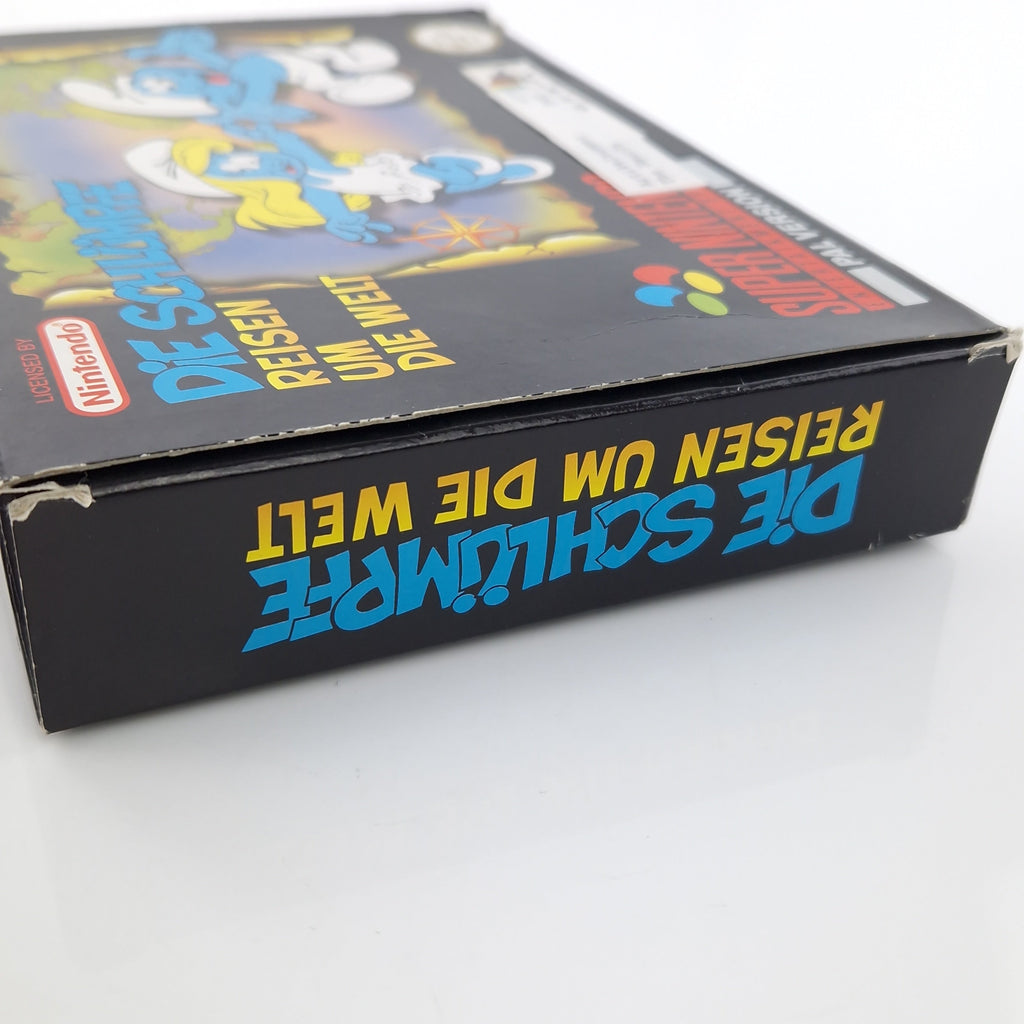 DIE SCHLÜMPFE
REISEN
UM
DIE WELT
LICENSED BY
Nintendo
SUPER NINTENDO
PAL VERSION
DIE SCHLÜMPFE
REISEN UM DIE WELT